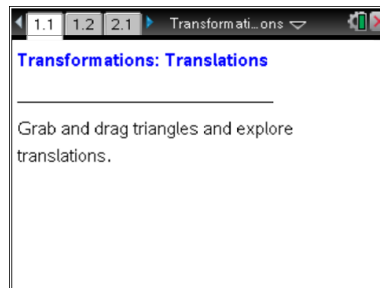 1.1 1.2 2.1 Transformati...ons
Transformations: Translations
Grab and drag triangles and explore
translations.